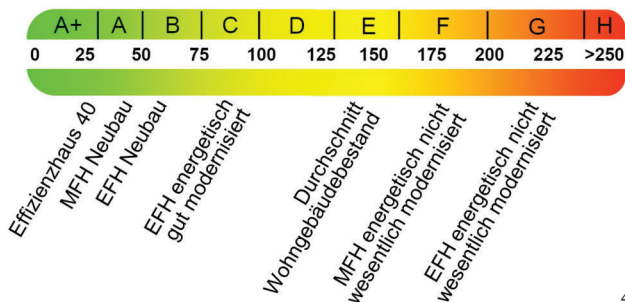 A+ A B C D E F G H
0 25 50 75 100 125 150 175 200 225 >250
Effizienzhaus 40
MFH Neubau
EFH Neubau
EFH energetisch
gut modernisiert
Durchschnitt
Wohngebäudebestand
MFH energetisch nicht
wesentlich modernisiert
EFH energetisch nicht
wesentlich modernisiert